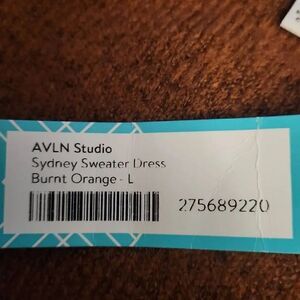 AVLN Studio
Sydney Sweater Dress
Burnt Orange - L
275689220